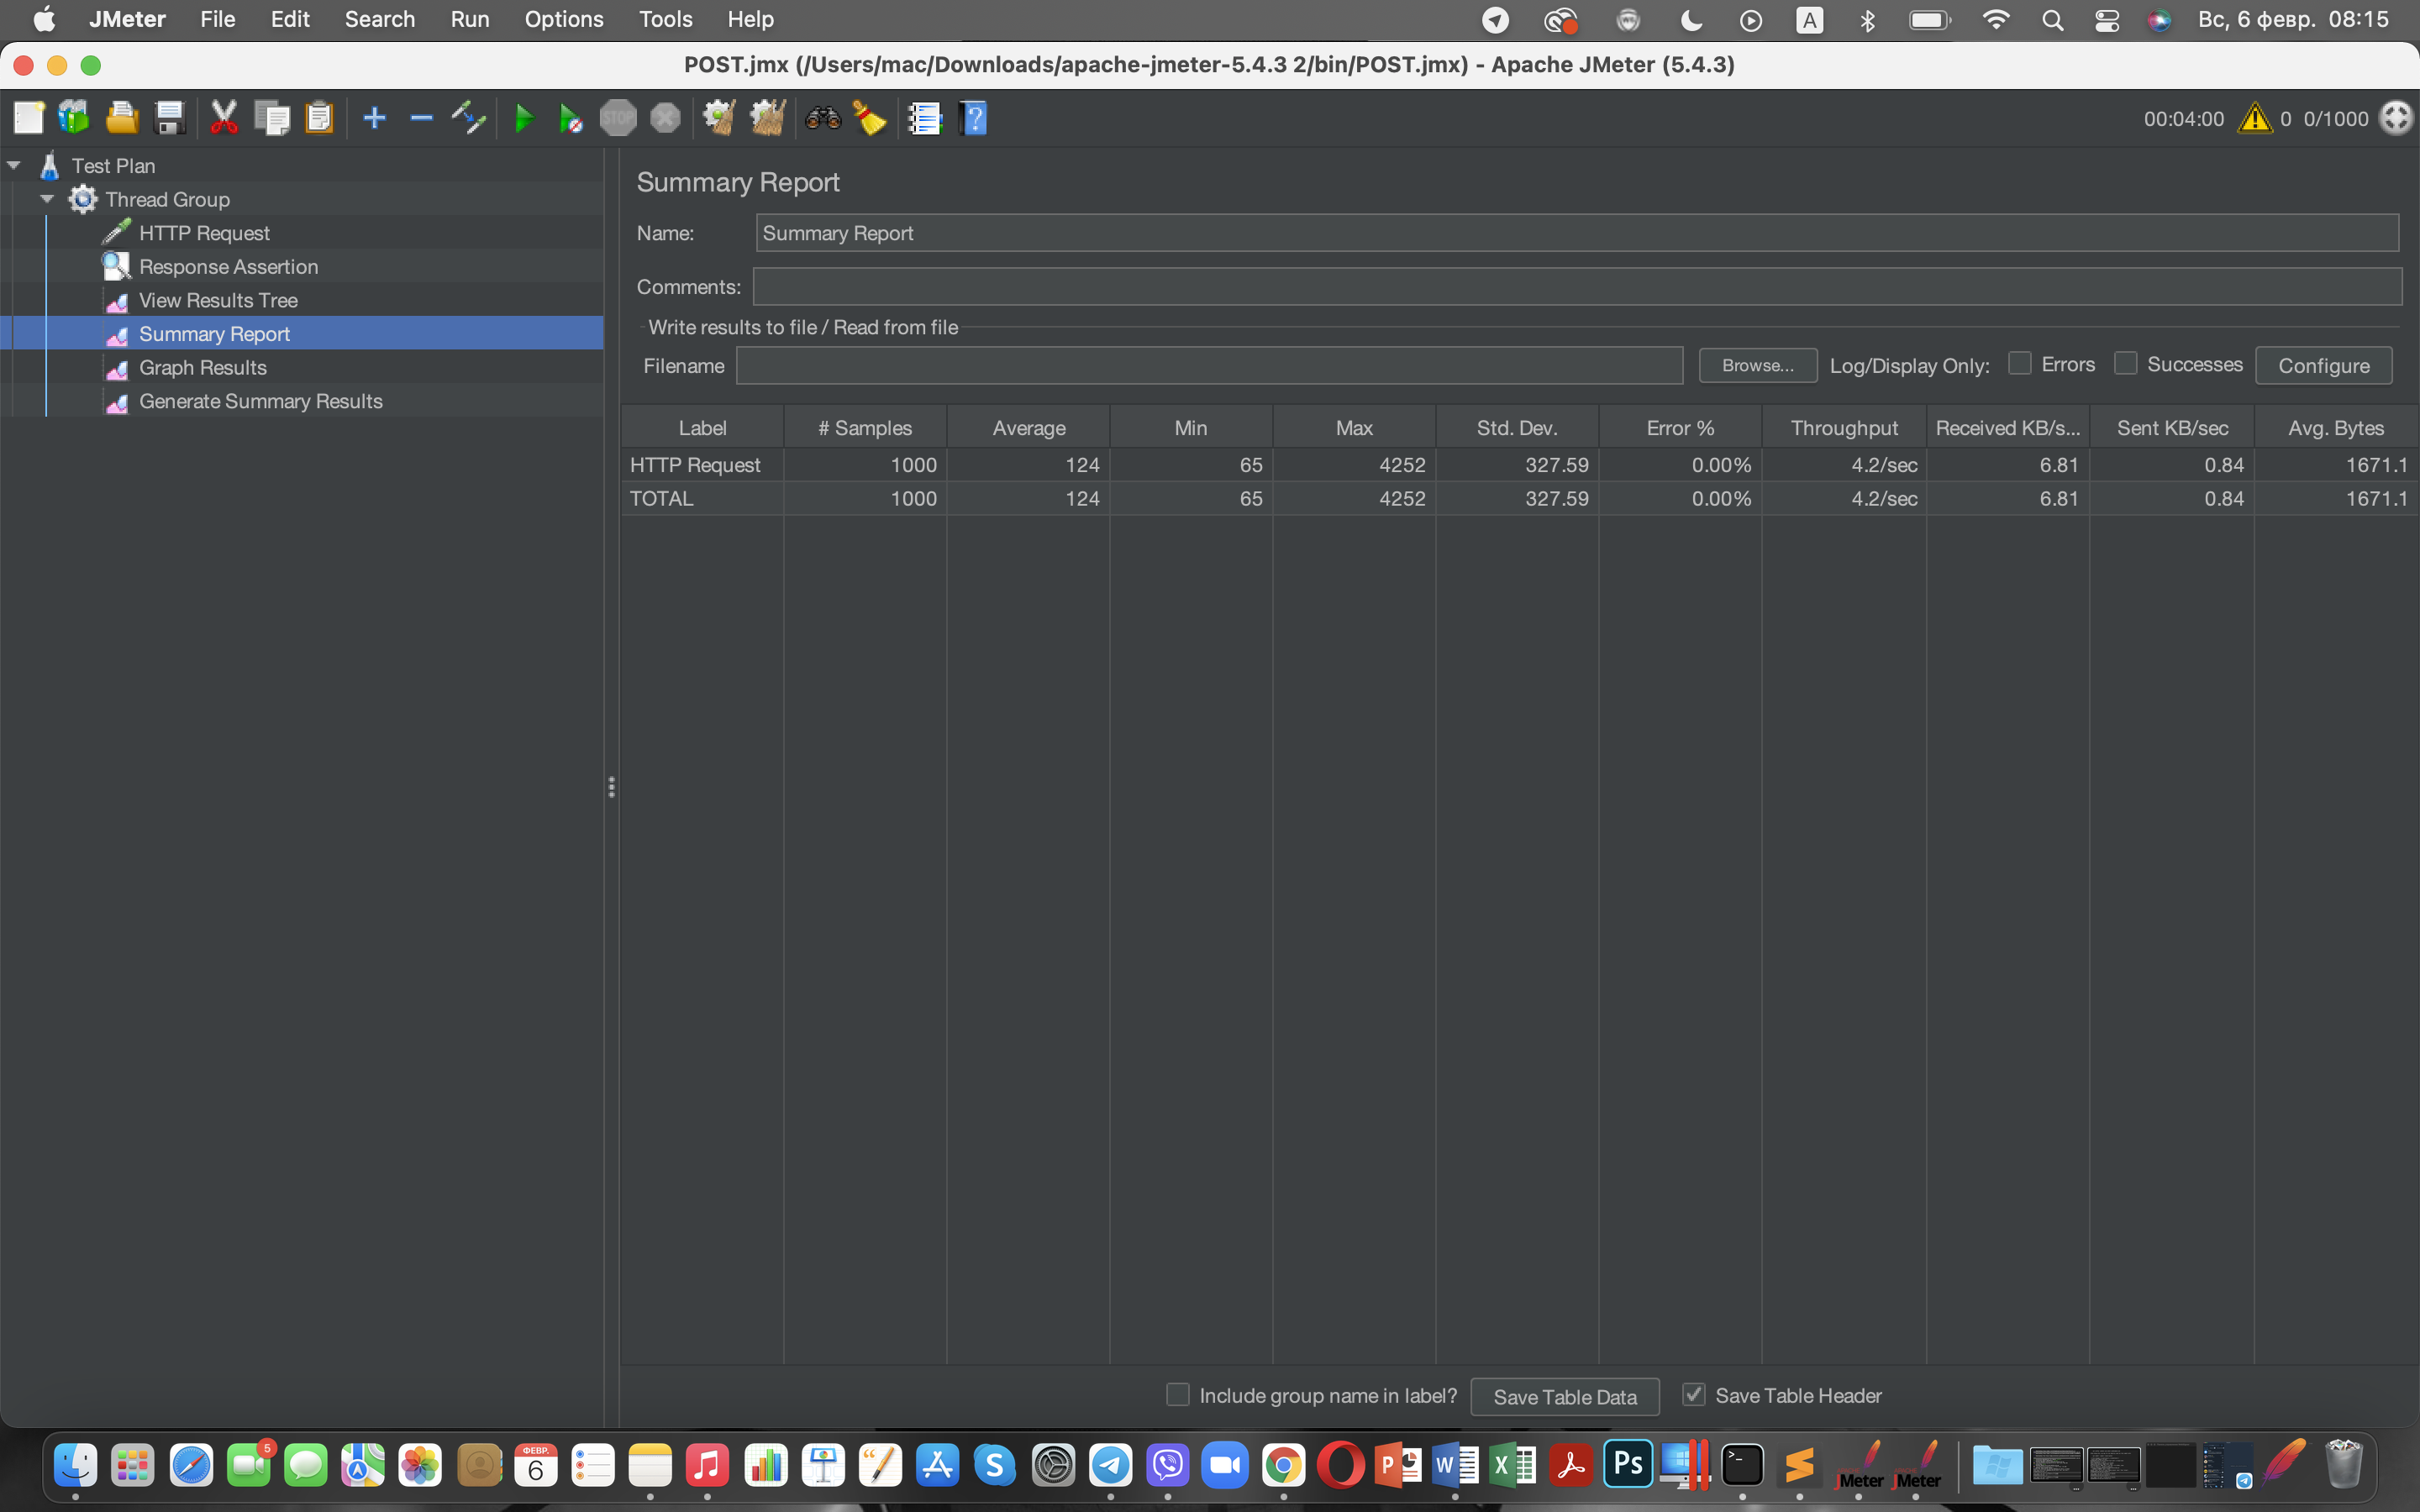 JMeter File Edit Search Run Options Tools Help A Вс, 6 февр. 08:15
POST.jmx (/Users/mac/Downloads/apache-jmeter-5.4.3 2/bin/POST.jmx) - Apache JMeter (5.4.3)
STOP ? 00:04:00 0 0/1000
Test Plan
Thread Group
HTTP Request
Response Assertion
View Results Tree
Summary Report
Graph Results
Generate Summary Results
Summary Report
Name: Summary Report
Comments:
Write results to file / Read from file
Filename Browse... Log/Display Only: Errors Successes Configure
Label # Samples Average Min Max Std. Dev. Error % Throughput Received KB/s... Sent KB/sec Avg. Bytes
HTTP Request 1000 124 65 4252 327.59 0.00% 4.2/sec 6.81 0.84 1671.1
TOTAL 1000 124 65 4252 327.59 0.00% 4.2/sec 6.81 0.84 1671.1
Include group name in label? Save Table Data Save Table Header
5 ФЕВР. 6 S P W X Ps >_ JMeter JMeter